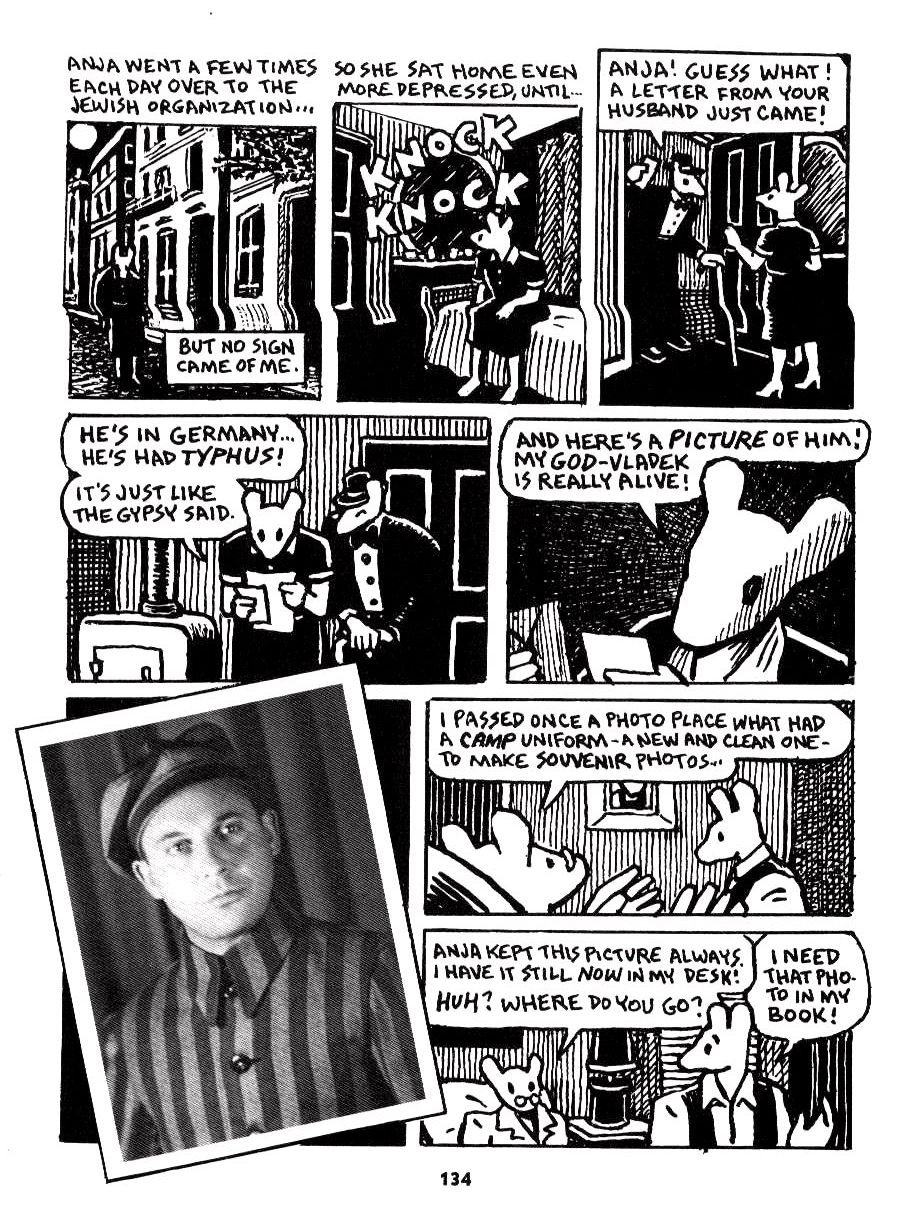 ANJA WENT A FEW TIMES
EACH DAY OVER TO THE
JEWISH ORGANIZATION...
BUT NO SIGN
CAME OF ME.
SO SHE SAT HOME EVEN
MORE DEPRESSED, UNTIL...
KNOCK
KNOCK
ANJA! GUESS WHAT!
A LETTER FROM YOUR
HUSBAND JUST CAME!
HE'S IN GERMANY...
HE'S HAD TYPHUS!
IT'S JUST LIKE
THE GYPSY SAID.
AND HERE'S A PICTURE OF HIM!
MY GOD-VLADEK
IS REALLY ALIVE!
I PASSED ONCE A PHOTO PLACE WHAT HAD
A CAMP UNIFORM-A NEW AND CLEAN ONE-
TO MAKE SOUVENIR PHOTOS...
ANJA KEPT THIS PICTURE ALWAYS.
I HAVE IT STILL NOW IN MY DESK!
HUH? WHERE DO YOU GO?
I NEED
THAT PHO-
TO IN MY
BOOK!
134